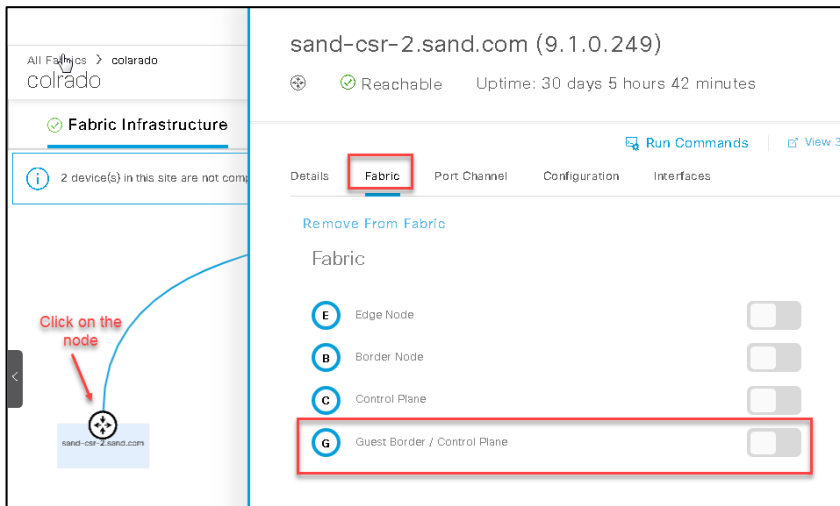 All Fabrics > colarado
colrado
Fabric Infrastructure
2 device(s) in this site are not comp
Click on the
node
sand-csr-2.sand.com
sand-csr-2.sand.com (9.1.0.249)
Reachable Uptime: 30 days 5 hours 42 minutes
Run Commands View 3
Details Fabric Port Channel Configuration Interfaces
Remove From Fabric
Fabric
E Edge Node
B Border Node
C Control Plane
G Guest Border / Control Plane